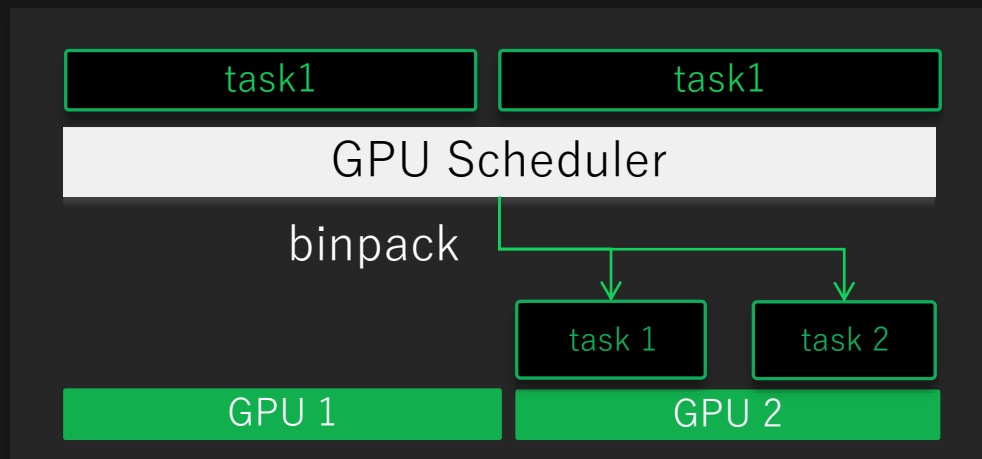 task1
task1
GPU Scheduler
binpack
task 1
task 2
GPU 1
GPU 2